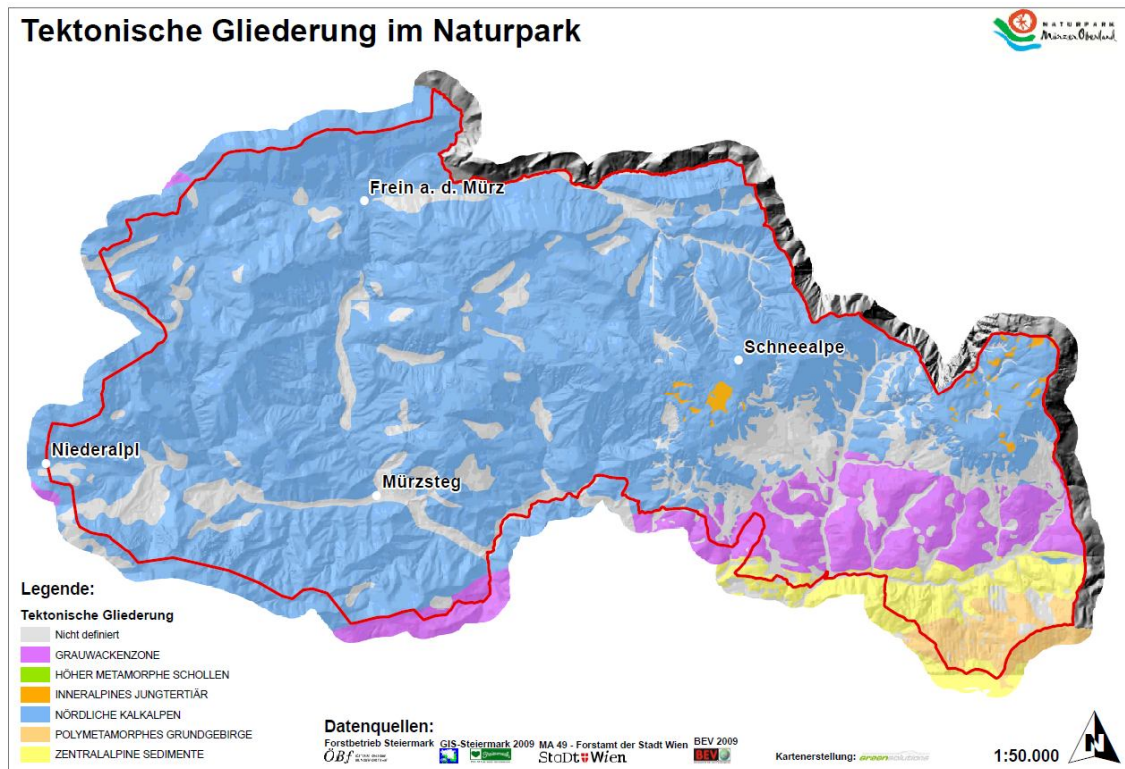 Tektonische Gliederung im Naturpark
NATURPARK
Mürzer Oberland
Frein a. d. Mürz
Schneealpe
Niederalpl
Mürzsteg
Legende:
Tektonische Gliederung
Nicht definiert
GRAUWACKENZONE
HÖHER METAMORPHE SCHOLLEN
INNERALPINES JUNGTERTIÄR
NÖRDLICHE KALKALPEN
POLYMETAMORPHES GRUNDGEBIRGE
ZENTRALALPINE SEDIMENTE
Datenquellen:
Forstbetrieb Steiermark GIS-Steiermark 2009 MA 49 - Forstamt der Stadt Wien BEV 2009
ÖBf Steiermark StaDt Wien BEV
Kartenerstellung: greensolutions
1:50.000
N